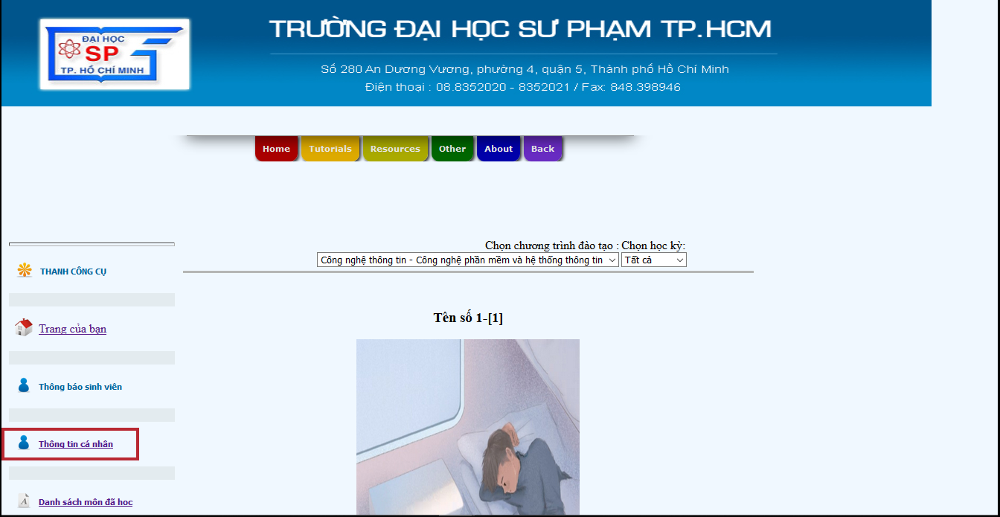 ĐẠI HỌC
SP
TP. HỒ CHÍ MINH
TRƯỜNG ĐẠI HỌC SƯ PHẠM TP.HCM
Số 280 An Dương Vương, phường 4, quận 5, Thành phố Hồ Chí Minh
Điện thoại : 08.8352020 - 8352021 / Fax: 848.398946
Home Tutorials Resources Other About Back
THANH CÔNG CỤ
Trang của bạn
Thông báo sinh viên
Thông tin cá nhân
Danh sách môn đã học
Chọn chương trình đào tạo : Chọn học kỳ:
Công nghệ thông tin - Công nghệ phần mềm và hệ thống thông tin Tất cả
Tên số 1-[1]